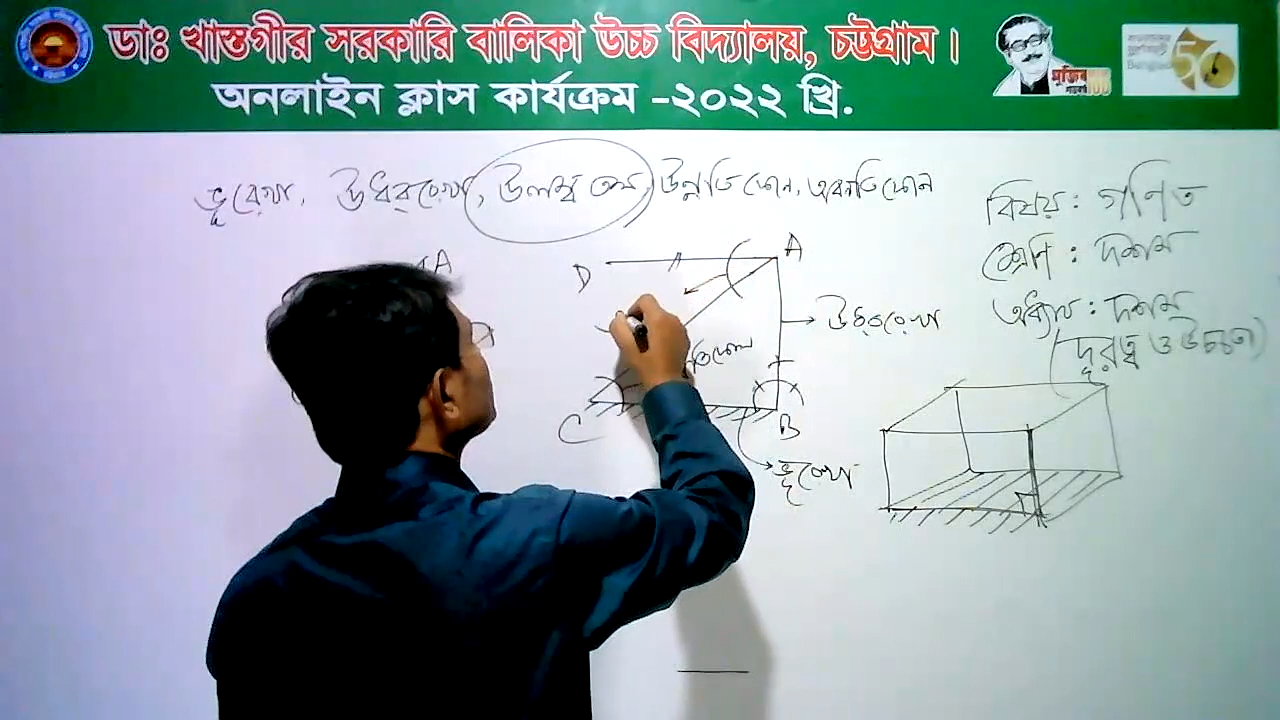 ডাঃ খাস্তগীর সরকারি বালিকা উচ্চ বিদ্যালয়, চট্টগ্রাম।
অনলাইন ক্লাস কার্যক্রম -২০২২ খ্রি.
ভূরেখা, ঊর্ধ্বরেখা, উলম্ব তল, উন্নতি কোন, অবনতি কোন
বিষয় : গণিত
শ্রেণি : দশম
অধ্যায় : দশম
(দূরত্ব ও উচ্চতা)
A
D
A
ঊর্ধ্বরেখা
C
B
ভূরেখা